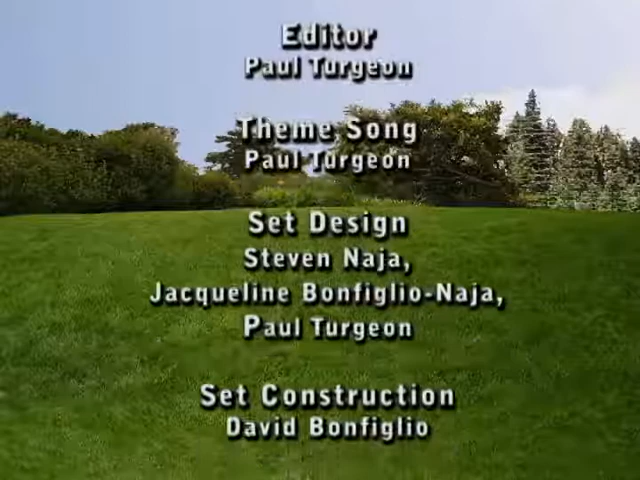 Editor
Paul Turgeon
Theme Song
Paul Turgeon
Set Design
Steven Naja,
Jacqueline Bonfiglio-Naja,
Paul Turgeon
Set Construction
David Bonfiglio